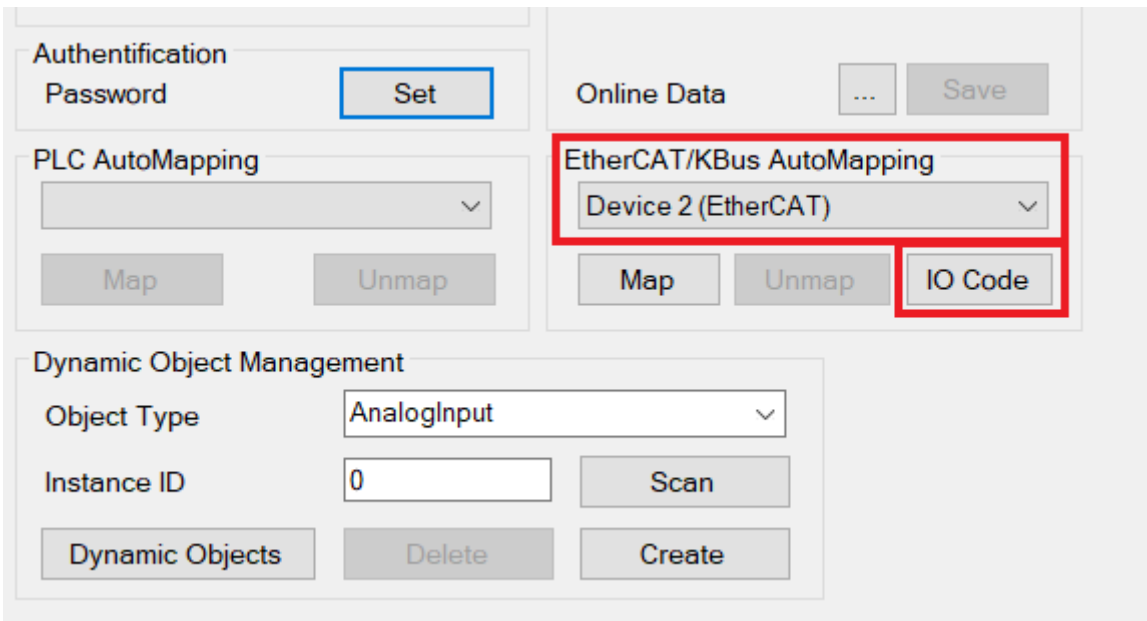 Authentification
Password
Set
Online Data
...
Save
PLC AutoMapping
Map
Unmap
EtherCAT/KBus AutoMapping
Device 2 (EtherCAT)
Map
Unmap
IO Code
Dynamic Object Management
Object Type
AnalogInput
Instance ID
0
Scan
Dynamic Objects
Delete
Create